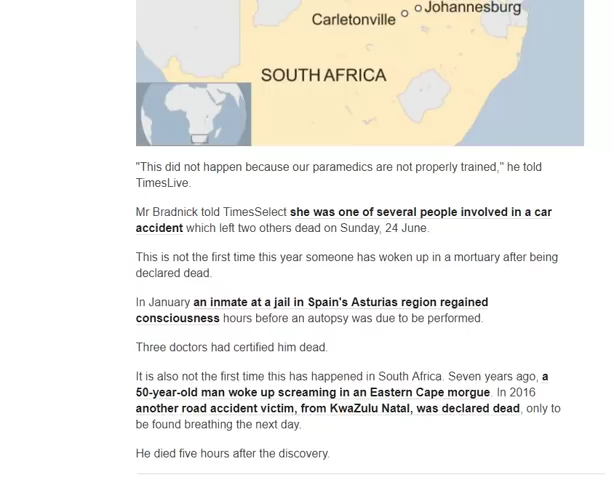 Johannesburg
Carletonville
SOUTH AFRICA
"This did not happen because our paramedics are not properly trained," he told
TimesLive.
Mr Bradnick told TimesSelect she was one of several people involved in a car
accident which left two others dead on Sunday, 24 June.
This is not the first time this year someone has woken up in a mortuary after being
declared dead.
In January an inmate at a jail in Spain's Asturias region regained
consciousness hours before an autopsy was due to be performed.
Three doctors had certified him dead.
It is also not the first time this has happened in South Africa. Seven years ago, a
50-year-old man woke up screaming in an Eastern Cape morgue. In 2016
another road accident victim, from KwaZulu Natal, was declared dead, only to
be found breathing the next day.
He died five hours after the discovery.